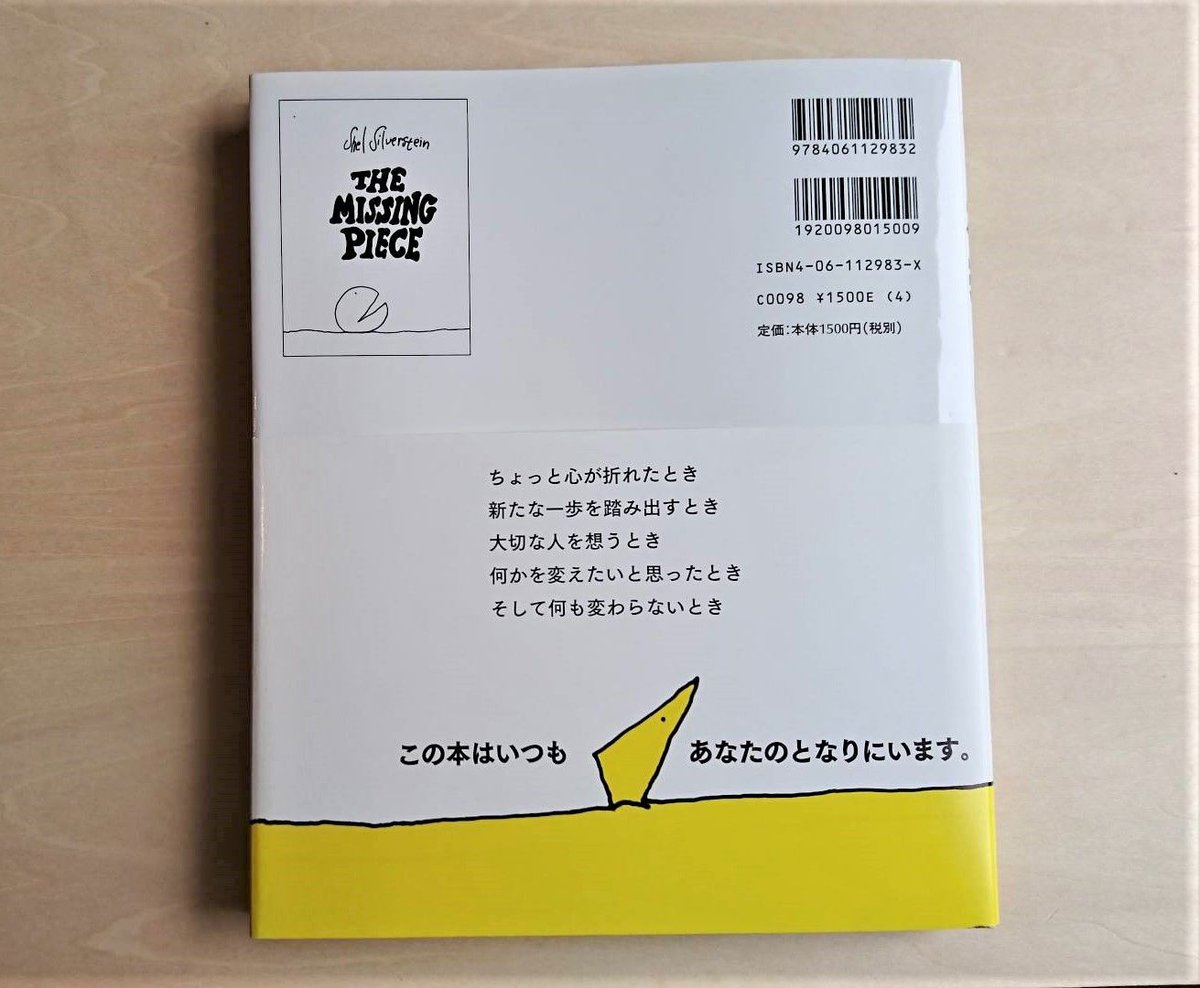 Shel Silverstein
THE
MISSING
PIECE
9784061129832
1920098015009
ISBN4-06-112983-X
C0098 ¥1500E (4)
定価:本体1500円(税別)
ちょっと心が折れたとき
新たな一歩を踏み出すとき
大切な人を想うとき
何かを変えたいと思ったとき
そして何も変わらないとき
この本はいつも あなたのとなりにいます。